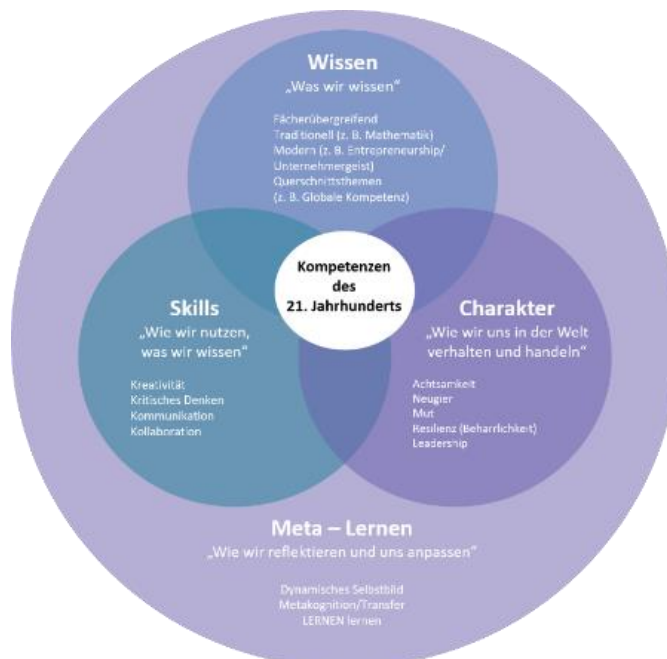 Wissen
„Was wir wissen“
Fächerübergreifend
Traditionell (z. B. Mathematik)
Modern (z. B. Entrepreneurship/
Unternehmergeist)
Querschnittsthemen
(z. B. Globale Kompetenz)
Kompetenzen
des
21. Jahrhunderts
Skills
„Wie wir nutzen,
was wir wissen“
Kreativität
Kritisches Denken
Kommunikation
Kollaboration
Charakter
„Wie wir uns in der Welt
verhalten und handeln“
Achtsamkeit
Neugier
Mut
Resilienz (Beharrlichkeit)
Leadership
Meta – Lernen
„Wie wir reflektieren und uns anpassen“
Dynamisches Selbstbild
Metakognition/Transfer
LERNEN lernen